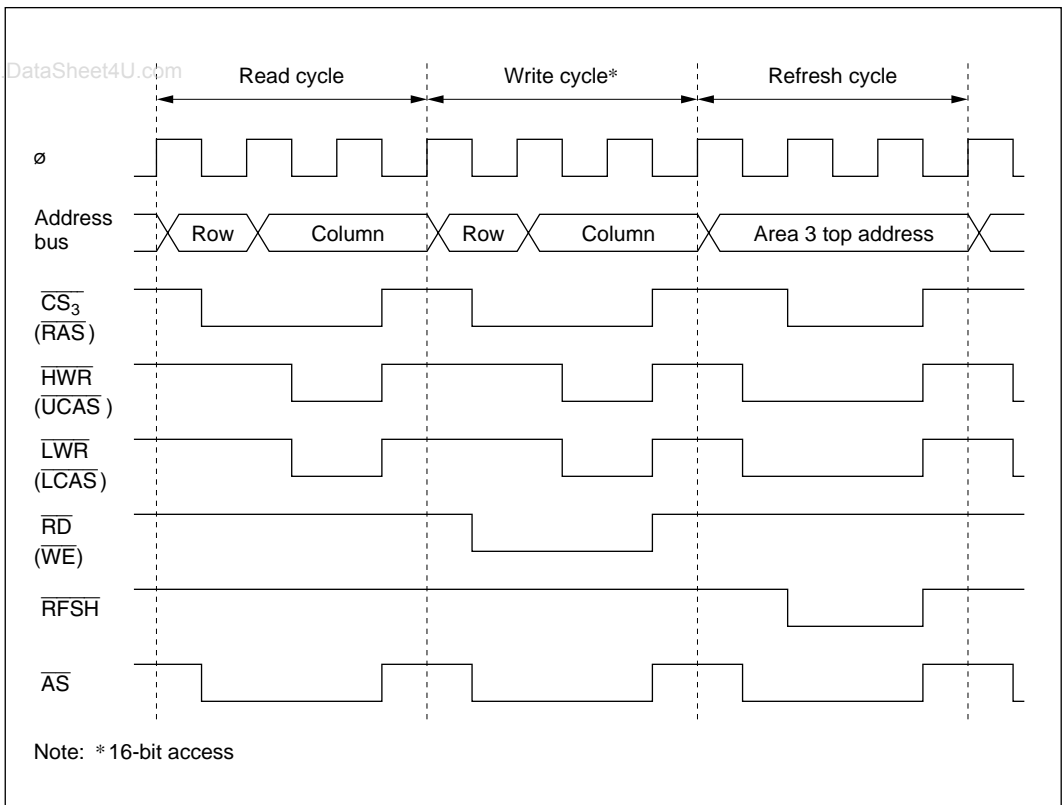 .DataSheet4U.com
Read cycle Write cycle* Refresh cycle
ø
Address
bus
Row Column Row Column Area 3 top address
CS₃
(RAS)
HWR
(UCAS)
LWR
(LCAS)
RD
(WE)
RFSH
AS
Note: *16-bit access